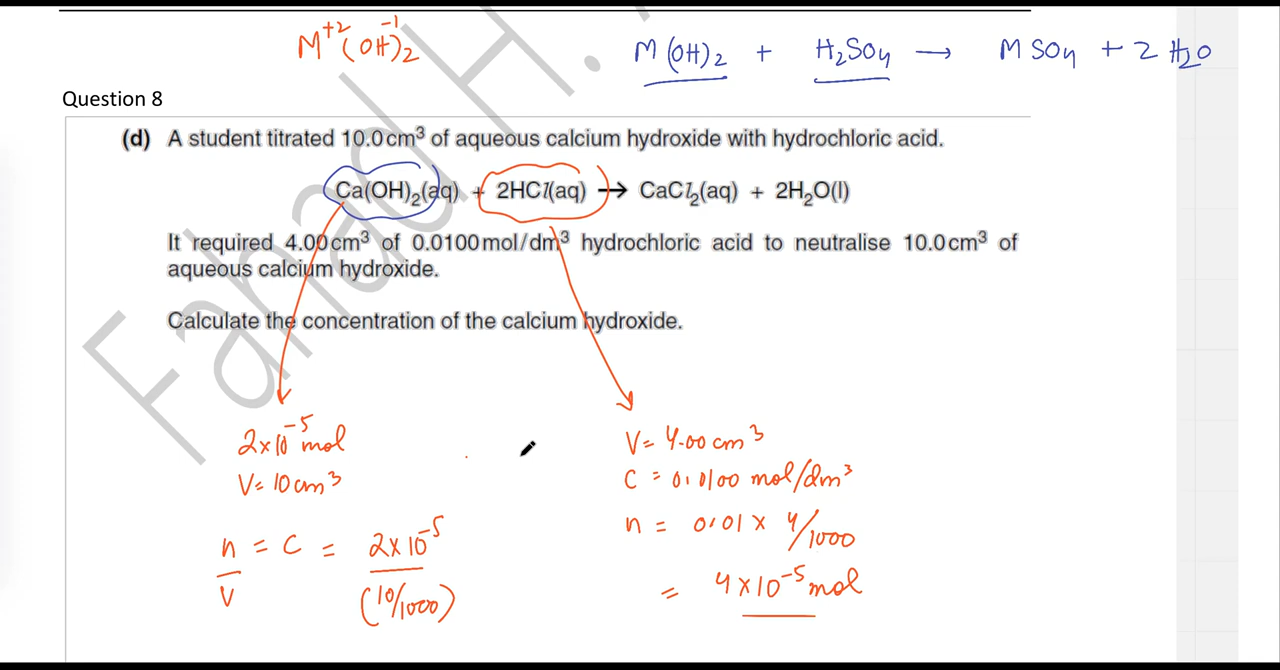 M⁺²(OH)₂⁻¹
M(OH)₂ + H₂SO₄ → MSO₄ + 2H₂O
Question 8
(d) A student titrated 10.0 cm³ of aqueous calcium hydroxide with hydrochloric acid.
Ca(OH)₂(aq) + 2HCl(aq) → CaCl₂(aq) + 2H₂O(l)
It required 4.00 cm³ of 0.0100 mol/dm³ hydrochloric acid to neutralise 10.0 cm³ of
aqueous calcium hydroxide.
Calculate the concentration of the calcium hydroxide.
2×10⁻⁵ mol
V= 10 cm³
n/V = C = 2×10⁻⁵/(10/1000)
V= 4.00 cm³
C = 0.0100 mol/dm³
n = 0.01 × 4/1000
= 4×10⁻⁵ mol
Fahad H.